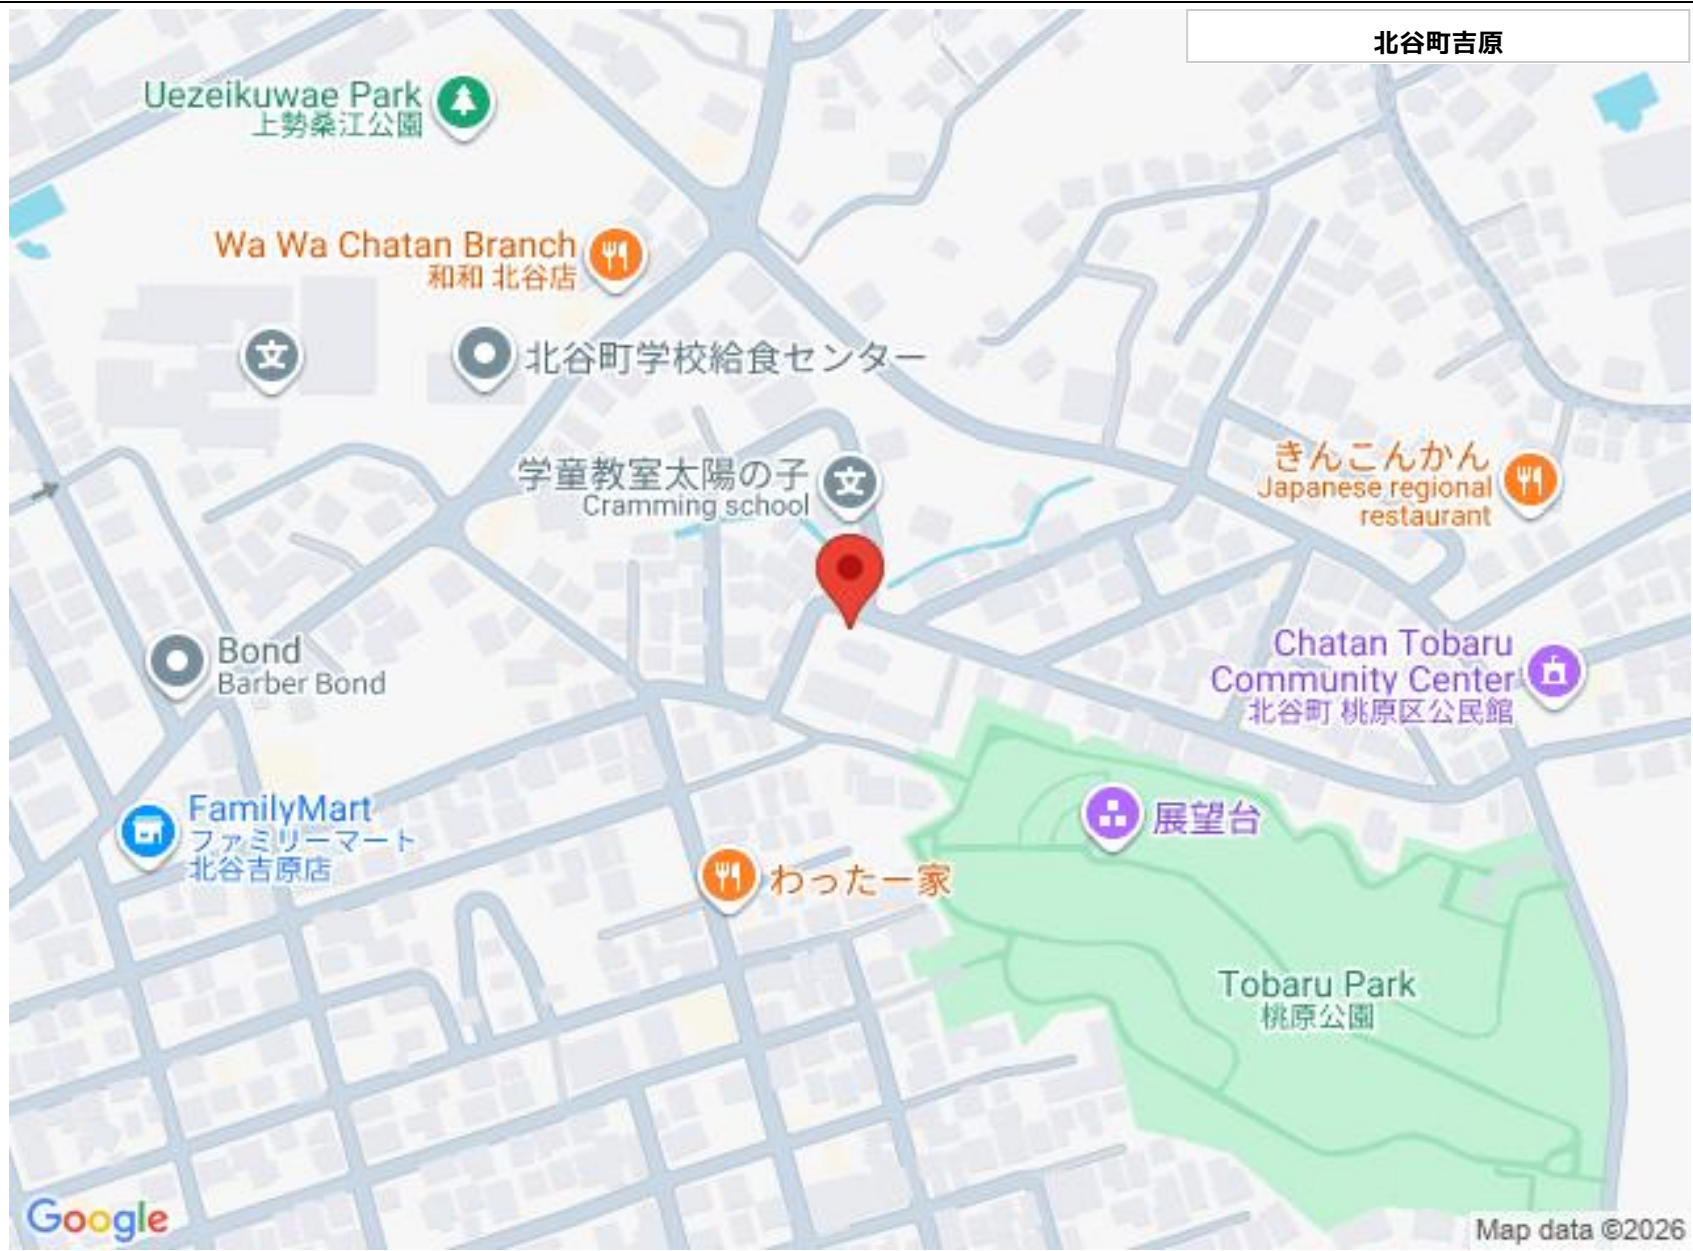 北谷町吉原
Uezeikuwae Park
上勢桑江公園
Wa Wa Chatan Branch
和和 北谷店
文
北谷町学校給食センター
学童教室太陽の子
Cramming school
文
きんこんかん
Japanese regional
restaurant
Bond
Barber Bond
Chatan Tobaru
Community Center
北谷町 桃原区公民館
FamilyMart
ファミリーマート
北谷吉原店
展望台
わったー家
Tobaru Park
桃原公園
Google
Map data ©2026